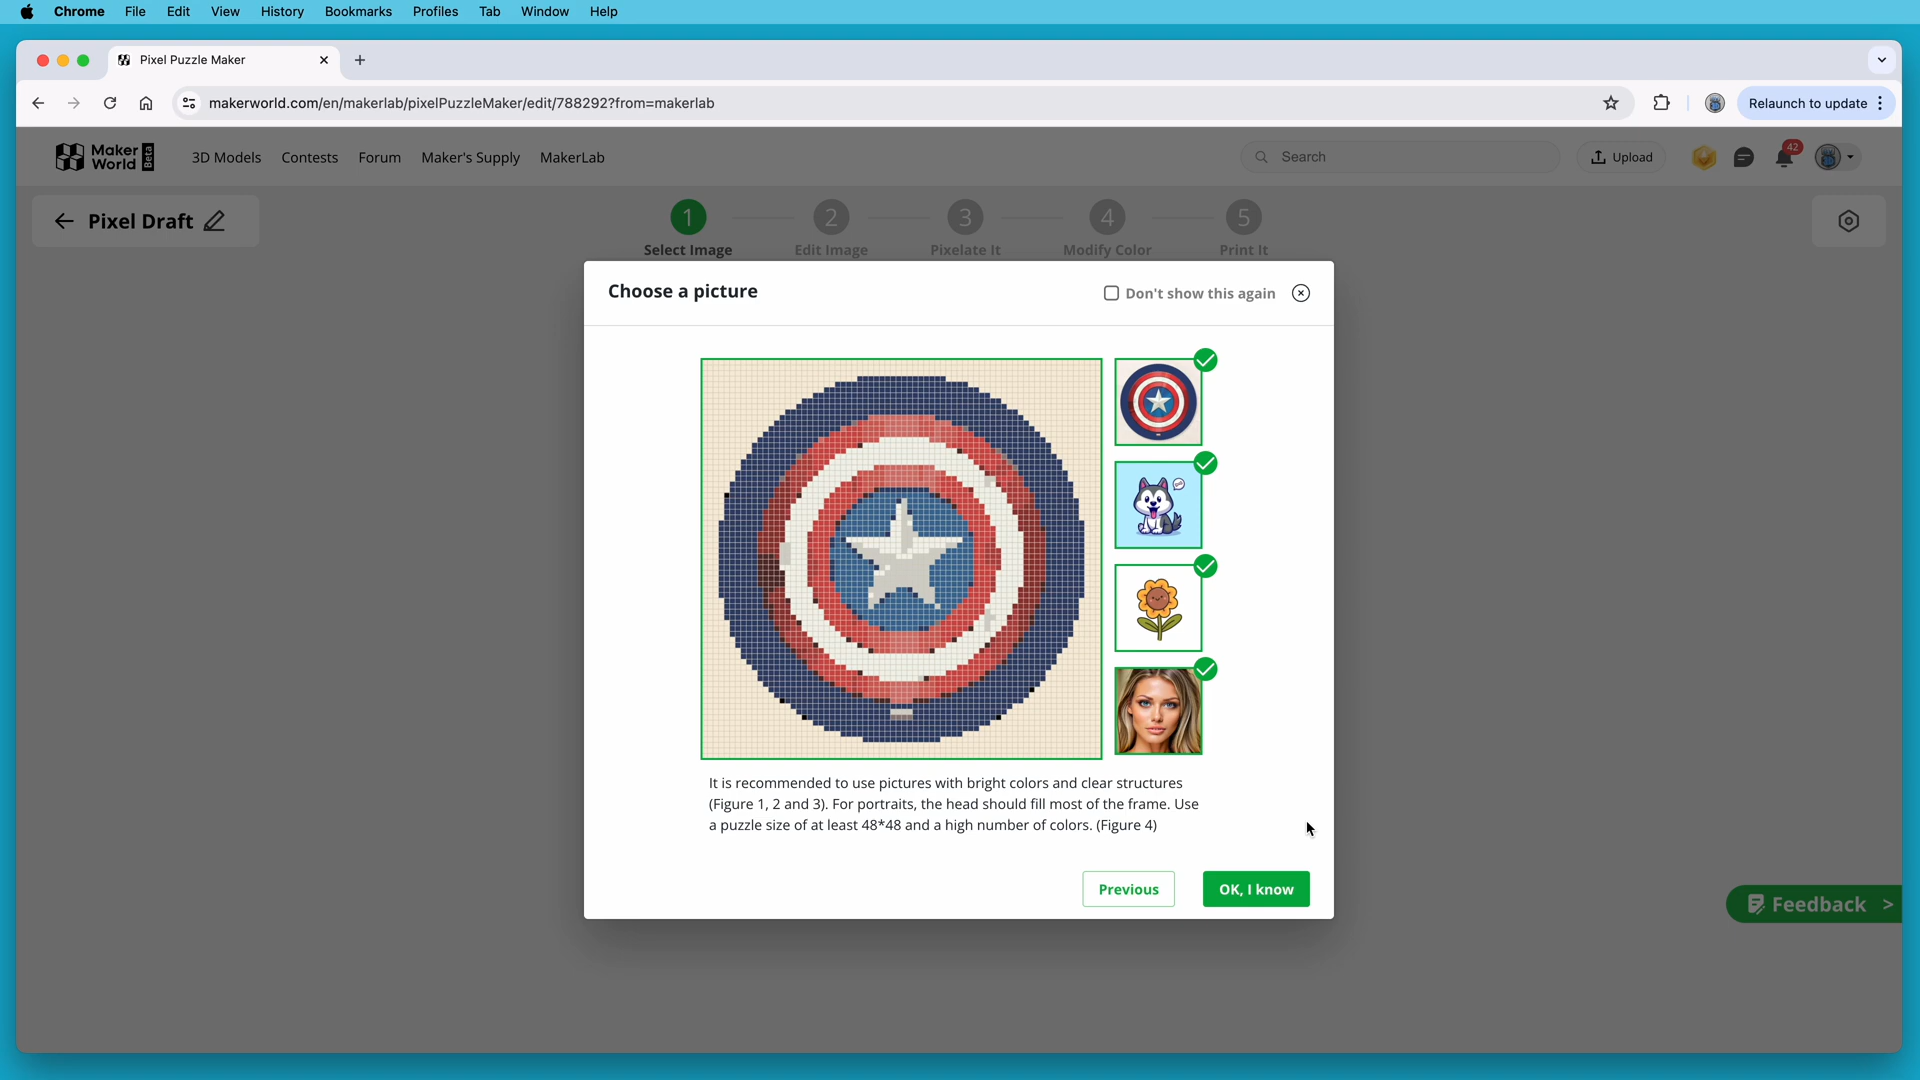 Chrome File Edit View History Bookmarks Profiles Tab Window Help
Pixel Puzzle Maker
makerworld.com/en/makerlab/pixelPuzzleMaker/edit/788292?from=makerlab
Relaunch to update
Maker World Beta
3D Models Contests Forum Maker's Supply MakerLab
Search
Upload
42
Pixel Draft
1 2 3 4 5
Select Image Edit Image Pixelate It Modify Color Print It
Choose a picture
Don't show this again
It is recommended to use pictures with bright colors and clear structures
(Figure 1, 2 and 3). For portraits, the head should fill most of the frame. Use
a puzzle size of at least 48*48 and a high number of colors. (Figure 4)
Previous OK, I know
Feedback >